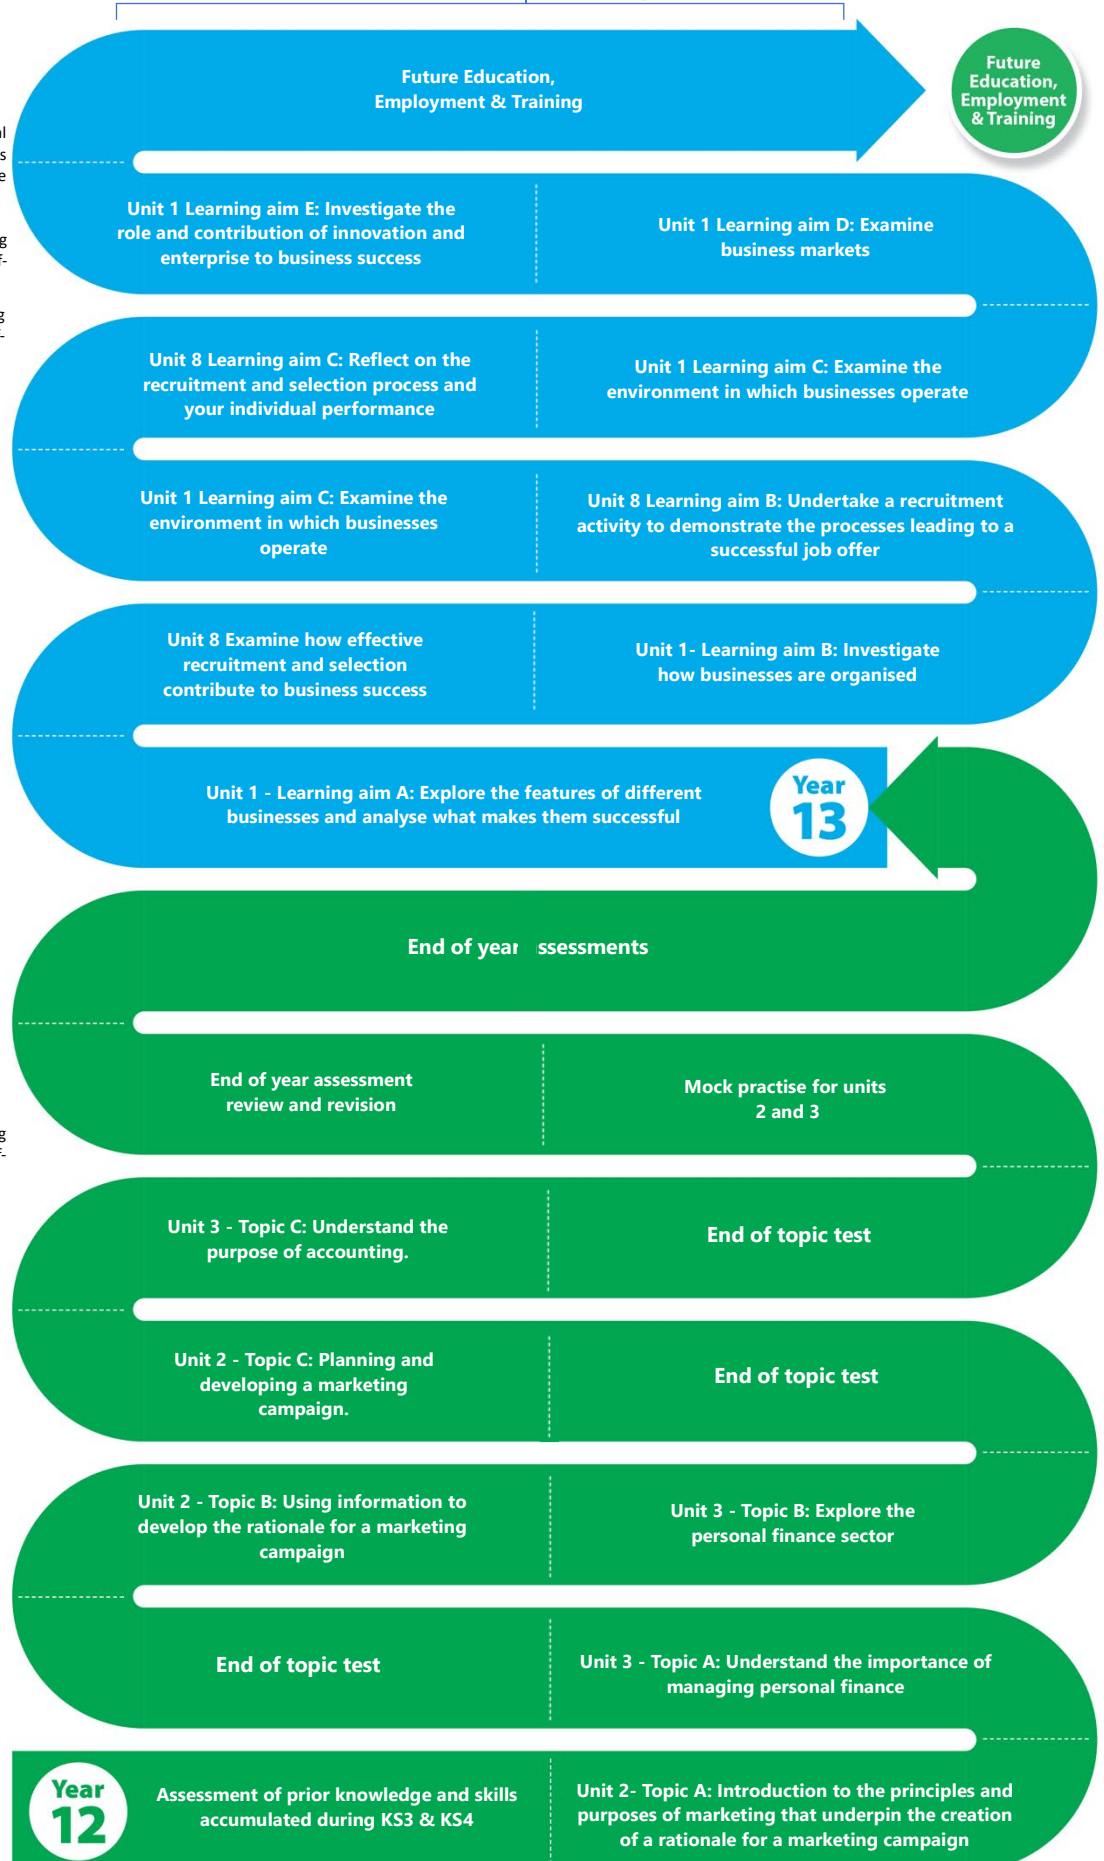 Future Education,
Employment & Training
Future
Education,
Employment
& Training
Unit 1 Learning aim E: Investigate the
role and contribution of innovation and
enterprise to business success
Unit 1 Learning aim D: Examine
business markets
Unit 8 Learning aim C: Reflect on the
recruitment and selection process and
your individual performance
Unit 1 Learning aim C: Examine the
environment in which businesses operate
Unit 1 Learning aim C: Examine the
environment in which businesses
operate
Unit 8 Learning aim B: Undertake a recruitment
activity to demonstrate the processes leading to a
successful job offer
Unit 8 Examine how effective
recruitment and selection
contribute to business success
Unit 1- Learning aim B: Investigate
how businesses are organised
Unit 1 - Learning aim A: Explore the features of different
businesses and analyse what makes them successful
Year
13
End of year ssessments
End of year assessment
review and revision
Mock practise for units
2 and 3
Unit 3 - Topic C: Understand the
purpose of accounting.
End of topic test
Unit 2 - Topic C: Planning and
developing a marketing
campaign.
End of topic test
Unit 2 - Topic B: Using information to
develop the rationale for a marketing
campaign
Unit 3 - Topic B: Explore the
personal finance sector
End of topic test
Unit 3 - Topic A: Understand the importance of
managing personal finance
Year
12
Assessment of prior knowledge and skills
accumulated during KS3 & KS4
Unit 2- Topic A: Introduction to the principles and
purposes of marketing that underpin the creation
of a rationale for a marketing campaign